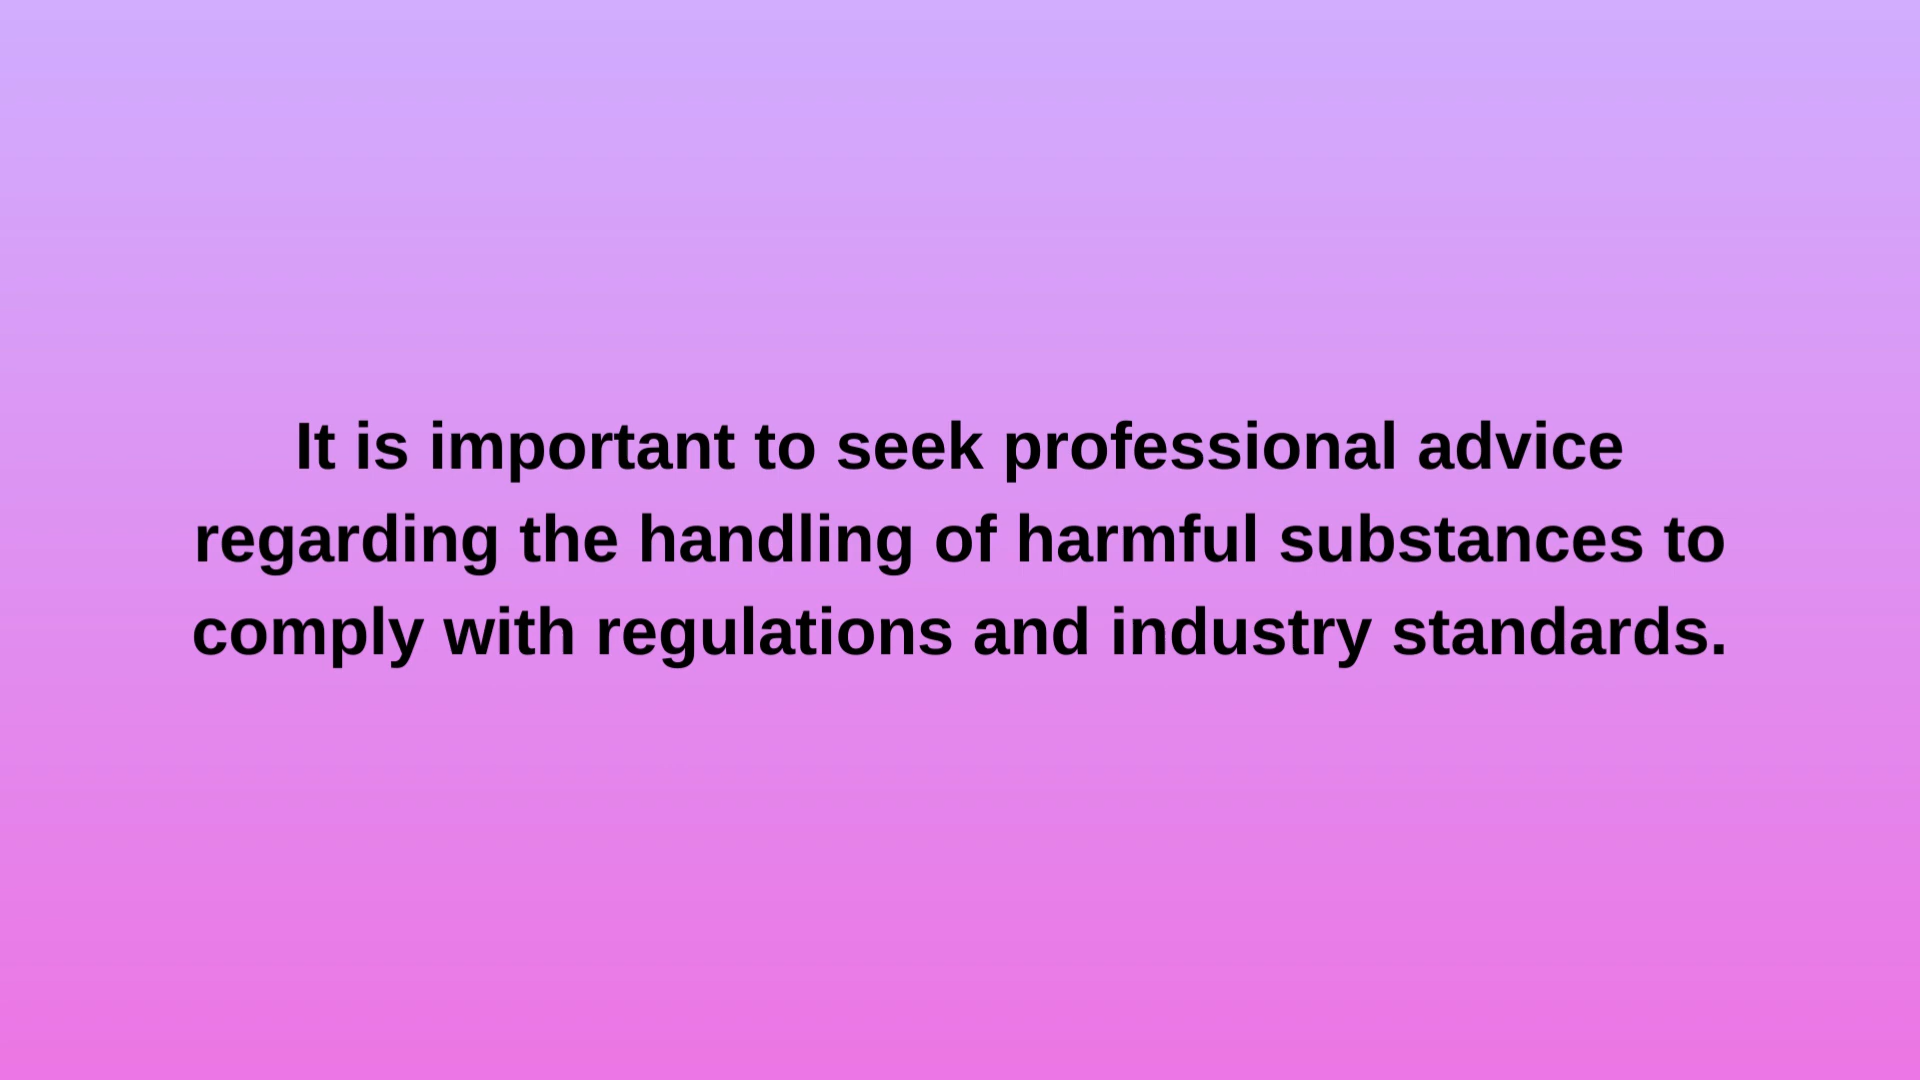 It is important to seek professional advice
regarding the handling of harmful substances to
comply with regulations and industry standards.